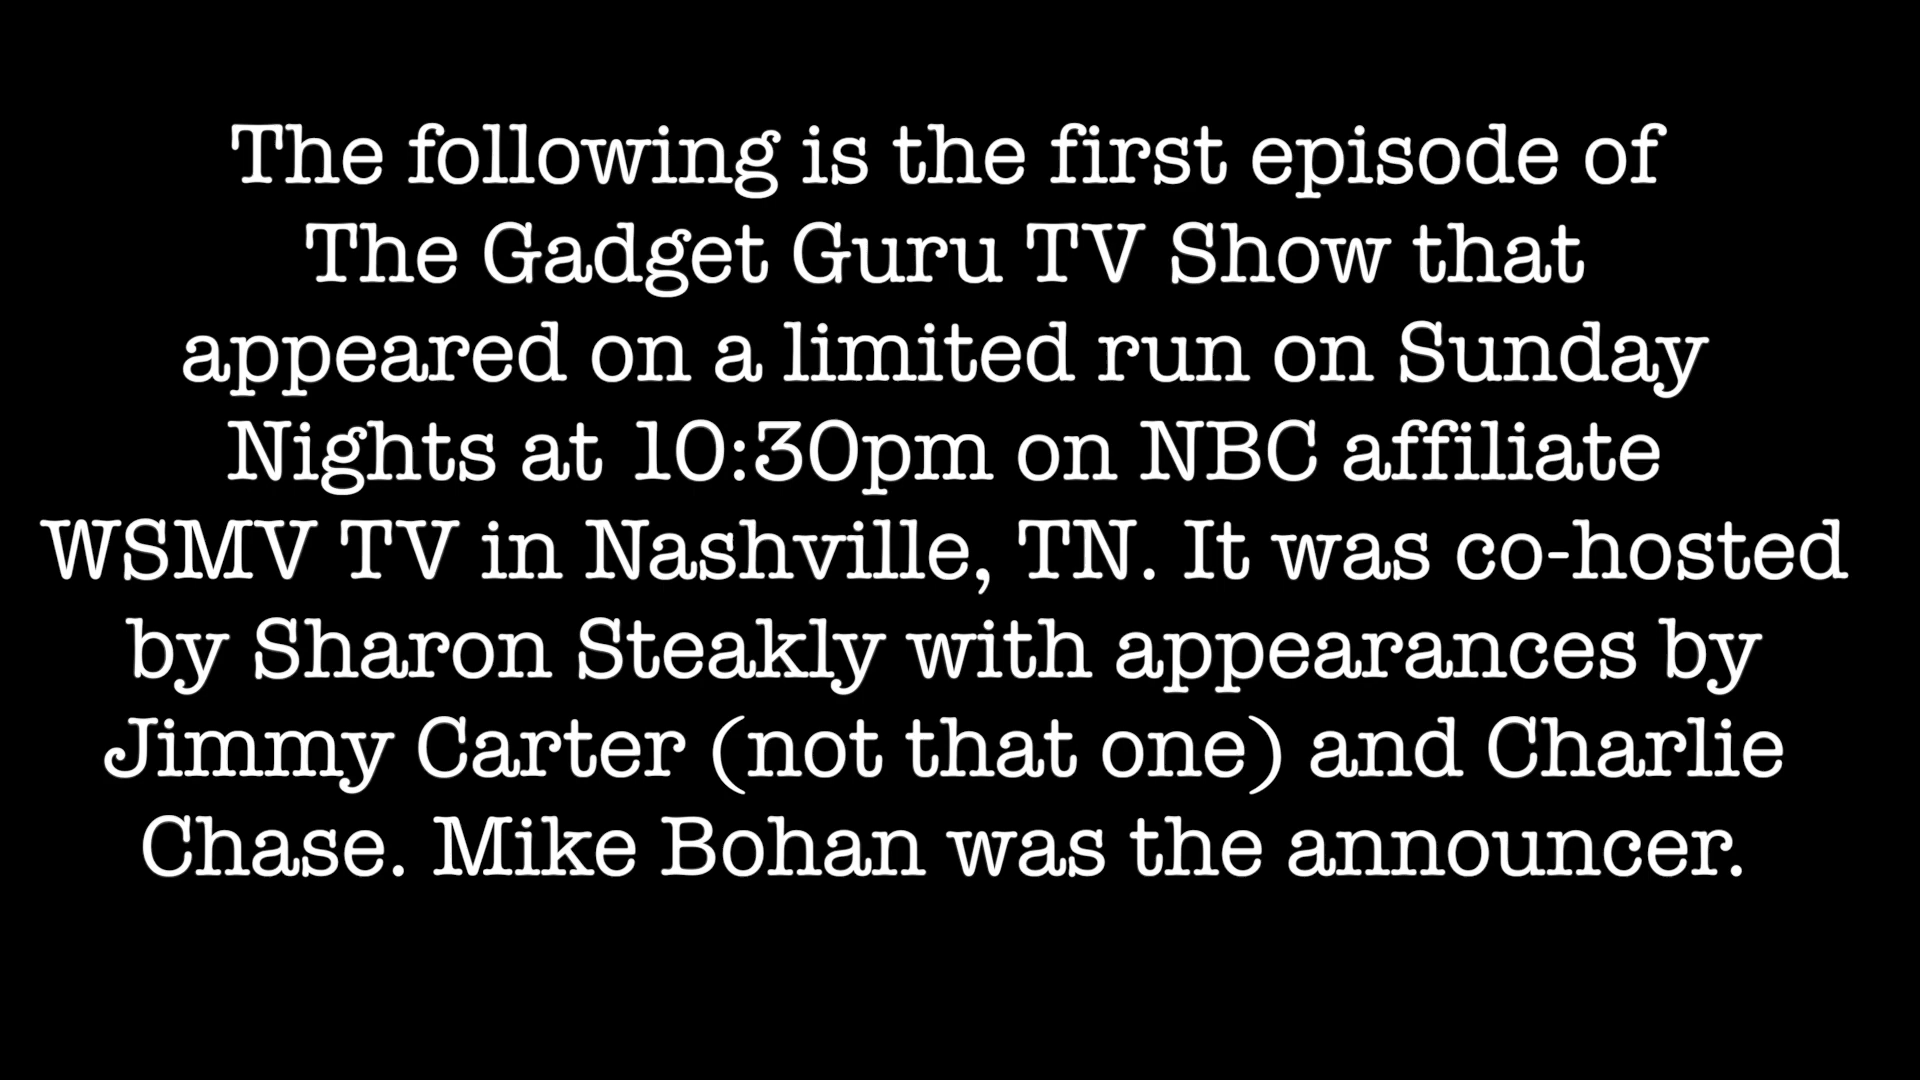 The following is the first episode of
The Gadget Guru TV Show that
appeared on a limited run on Sunday
Nights at 10:30pm on NBC affiliate
WSMV TV in Nashville, TN. It was co-hosted
by Sharon Steakly with appearances by
Jimmy Carter (not that one) and Charlie
Chase. Mike Bohan was the announcer.